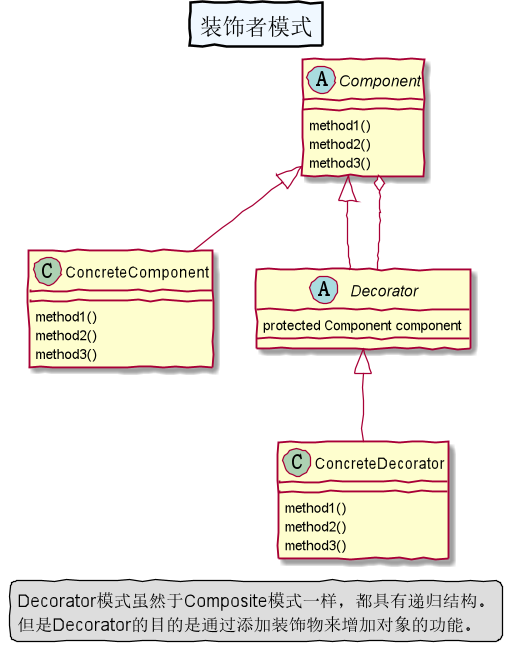 装饰者模式
A Component
method1()
method2()
method3()
C ConcreteComponent
method1()
method2()
method3()
A Decorator
protected Component component
C ConcreteDecorator
method1()
method2()
method3()
Decorator模式虽然于Composite模式一样，都具有递归结构。
但是Decorator的目的是通过添加装饰物来增加对象的功能。